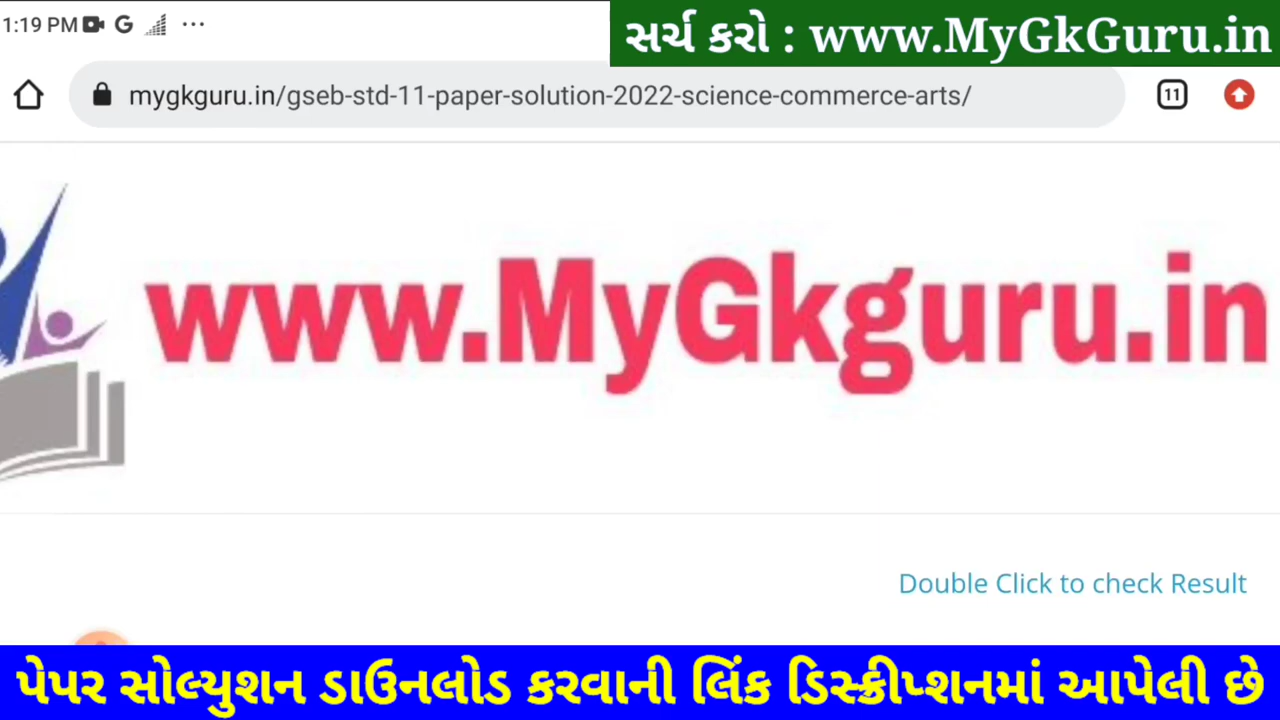 1:19 PM
સર્ચ કરો : www.MyGkGuru.in
mygkguru.in/gseb-std-11-paper-solution-2022-science-commerce-arts/
11
www.MyGkguru.in
Double Click to check Result
પેપર સોલ્યુશન ડાઉનલોડ કરવાની લિંક ડિસ્ક્રીપ્શનમાં આપેલી છે